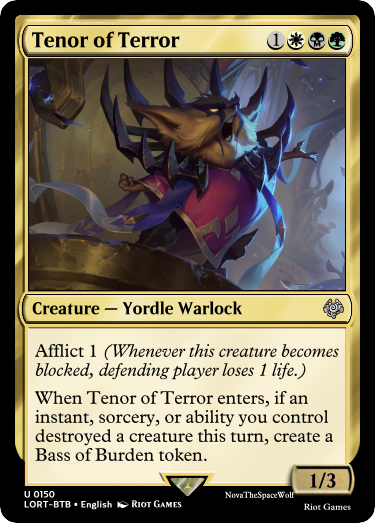 Tenor of Terror 1
Creature — Yordle Warlock
Afflict 1 (Whenever this creature becomes
blocked, defending player loses 1 life.)
When Tenor of Terror enters, if an
instant, sorcery, or ability you control
destroyed a creature this turn, create a
Bass of Burden token.
1/3
U 0150
LORT-BTB • English Riot Games
NovaTheSpaceWolf
Riot Games